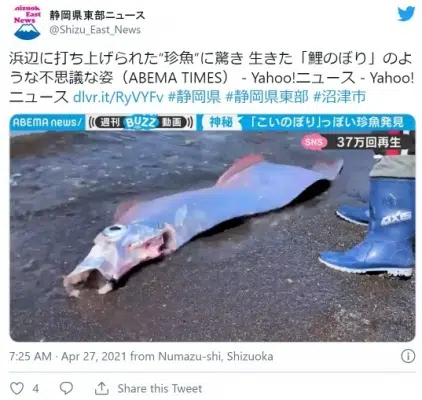 静岡県東部ニュース
@Shizu_East_News
浜辺に打ち上げられた“珍魚”に驚き 生きた「鯉のぼり」のよ
うな不思議な姿（ABEMA TIMES） - Yahoo!ニュース - Yahoo!
ニュース dlvr.it/RyVYFv #静岡県 #静岡県東部 #沼津市
ABEMA news/ 週刊BUZZ動画 神秘 「こいのぼり」っぽい珍魚発見
SNS 37万回再生
7:25 AM · Apr 27, 2021 from Numazu-shi, Shizuoka
4 Share this Tweet